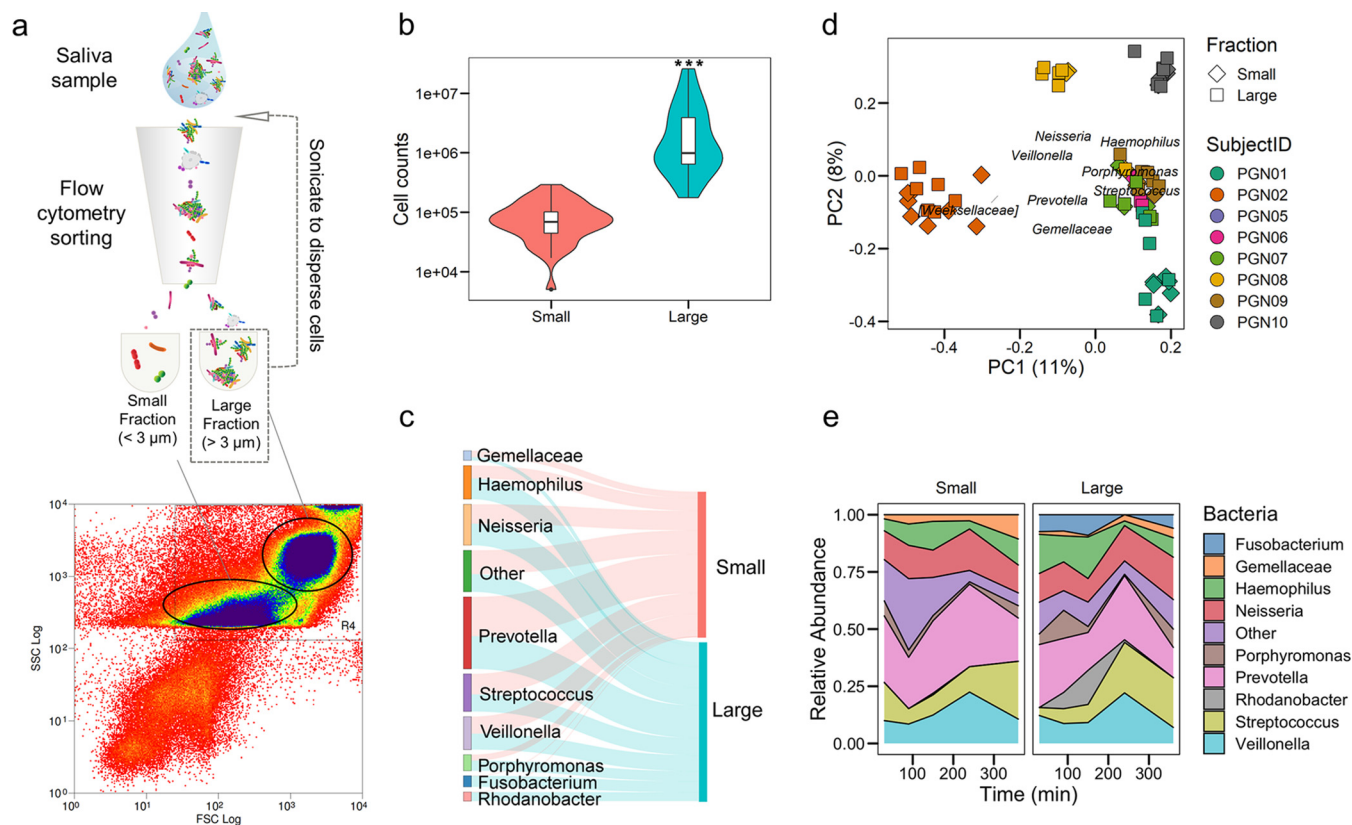 a
Saliva
sample
Flow
cytometry
sorting
Sonicate to disperse cells
Small
Fraction
(< 3 µm)
Large
Fraction
(> 3 µm)
10⁴
10³
10²
10¹
10⁰
SSC Log
R4
10⁰ 10¹ 10² 10³ 10⁴
FSC Log
b
***
1e+07
1e+06
1e+05
1e+04
Cell counts
Small Large
c
Gemellaceae
Haemophilus
Neisseria
Other
Prevotella
Streptococcus
Veillonella
Porphyromonas
Fusobacterium
Rhodanobacter
Small
Large
d
0.2
0.0
-0.2
-0.4
PC2 (8%)
Neisseria
Haemophilus
Veillonella
Porphyromonas
Streptococcus
Prevotella
[Weeksellaceae]
Gemellaceae
-0.4 -0.2 0.0 0.2
PC1 (11%)
Fraction
Small
Large
SubjectID
PGN01
PGN02
PGN05
PGN06
PGN07
PGN08
PGN09
PGN10
e
Small Large
1.00
0.75
0.50
0.25
0.00
Relative Abundance
100 200 300 100 200 300
Time (min)
Bacteria
Fusobacterium
Gemellaceae
Haemophilus
Neisseria
Other
Porphyromonas
Prevotella
Rhodanobacter
Streptococcus
Veillonella